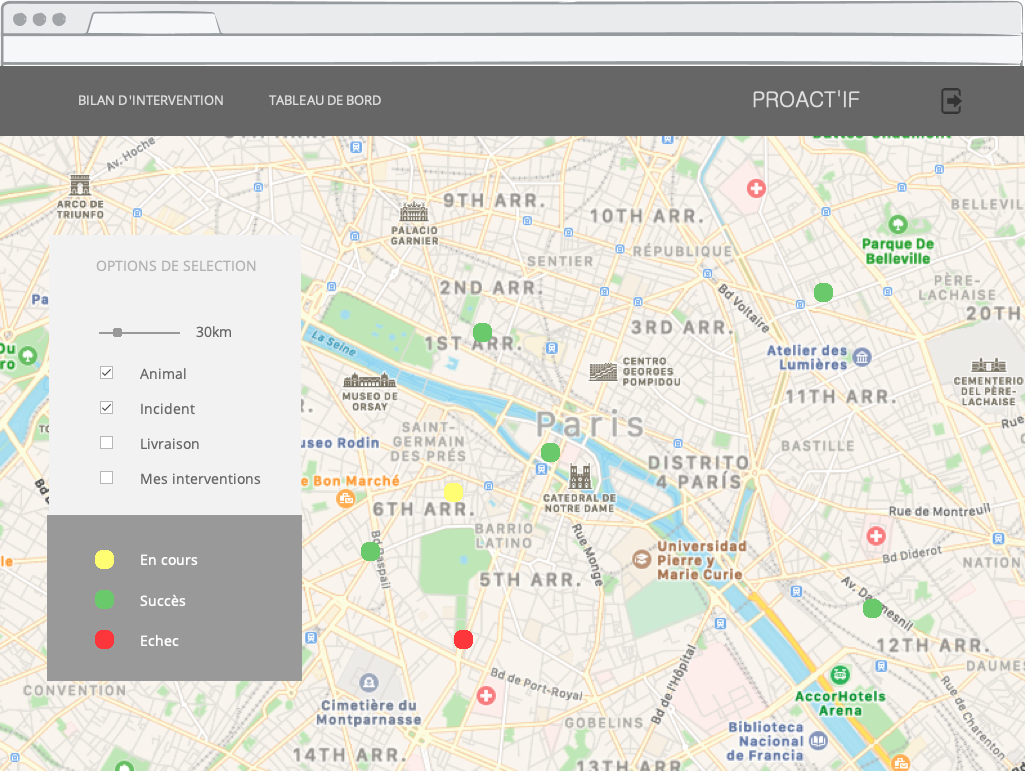 BILAN D'INTERVENTION
TABLEAU DE BORD
PROACT'IF
Av. Hoche
ARCO DE
TRIUNFO
PALACIO
GARNIER
9TH ARR.
10TH ARR.
BELLEVIL
Parque De
Belleville
SENTIER
RÉPUBLIQUE
2ND ARR.
Bd Voltaire
PÈRE-
LACHAISE
20TH
OPTIONS DE SELECTION
30km
Animal
Incident
Livraison
Mes interventions
En cours
Succès
Echec
La Seine
1ST ARR.
3RD ARR.
CENTRO
GEORGES
POMPIDOU
Atelier des
Lumières
CEMENTERIO
DEL PÈRE-
LACHAISE
MUSEO DE
ORSAY
11TH ARR.
Paris
SAINT-
GERMAIN
DES PRÉS
useo Rodin
BASTILLE
DISTRITO
4 PARÍS
e Bon Marché
CATEDRAL DE
NOTRE DAME
6TH ARR.
Rue de Montreuil
BARRIO
LATINO
Rue Monge
Bd Raspail
Universidad
Pierre y
Marie Curie
Bd Diderot
NATION
5TH ARR.
Av. Daumesnil
12TH ARR.
DAUMES
Bd de Port-Royal
Bd de l'Hôpital
Rue de Charenton
CONVENTION
Cimetière du
Montparnasse
AccorHotels
Arena
GOBELINS
Biblioteca
Nacional
de Francia
14TH ARR.
13TH ARR.